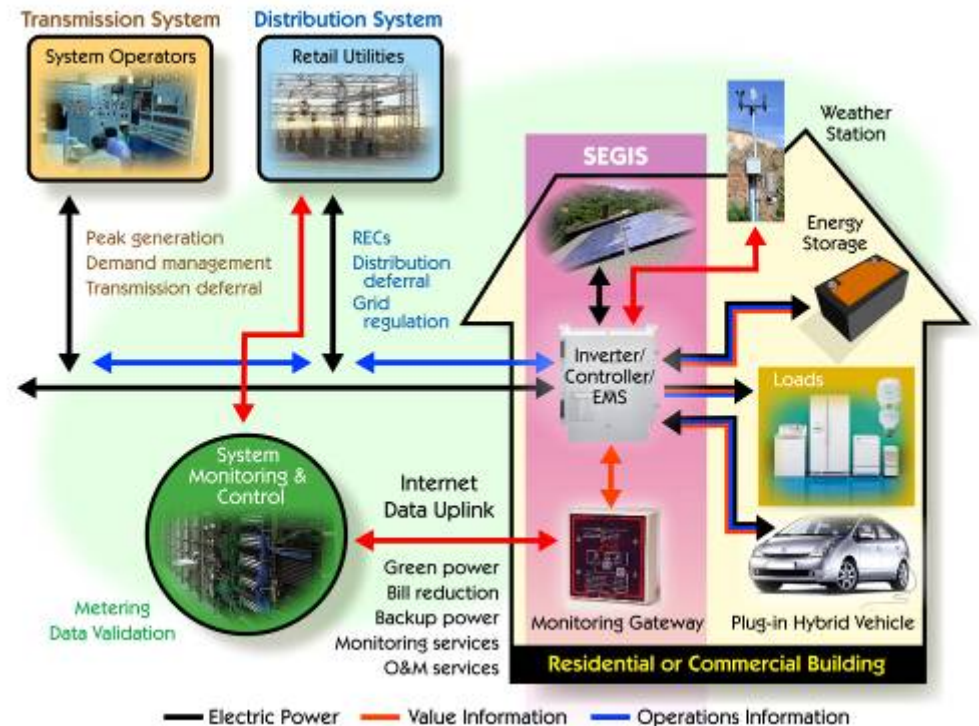 Transmission System
Distribution System
System Operators
Retail Utilities
Weather
Station
SEGIS
Energy
Storage
Peak generation
Demand management
Transmission deferral
RECs
Distribution
deferral
Grid
regulation
Inverter/
Controller/
EMS
Loads
System
Monitoring &
Control
Internet
Data Uplink
Green power
Bill reduction
Backup power
Monitoring services
O&M services
Metering
Data Validation
Monitoring Gateway
Plug-in Hybrid Vehicle
Residential or Commercial Building
Electric Power
Value Information
Operations Information